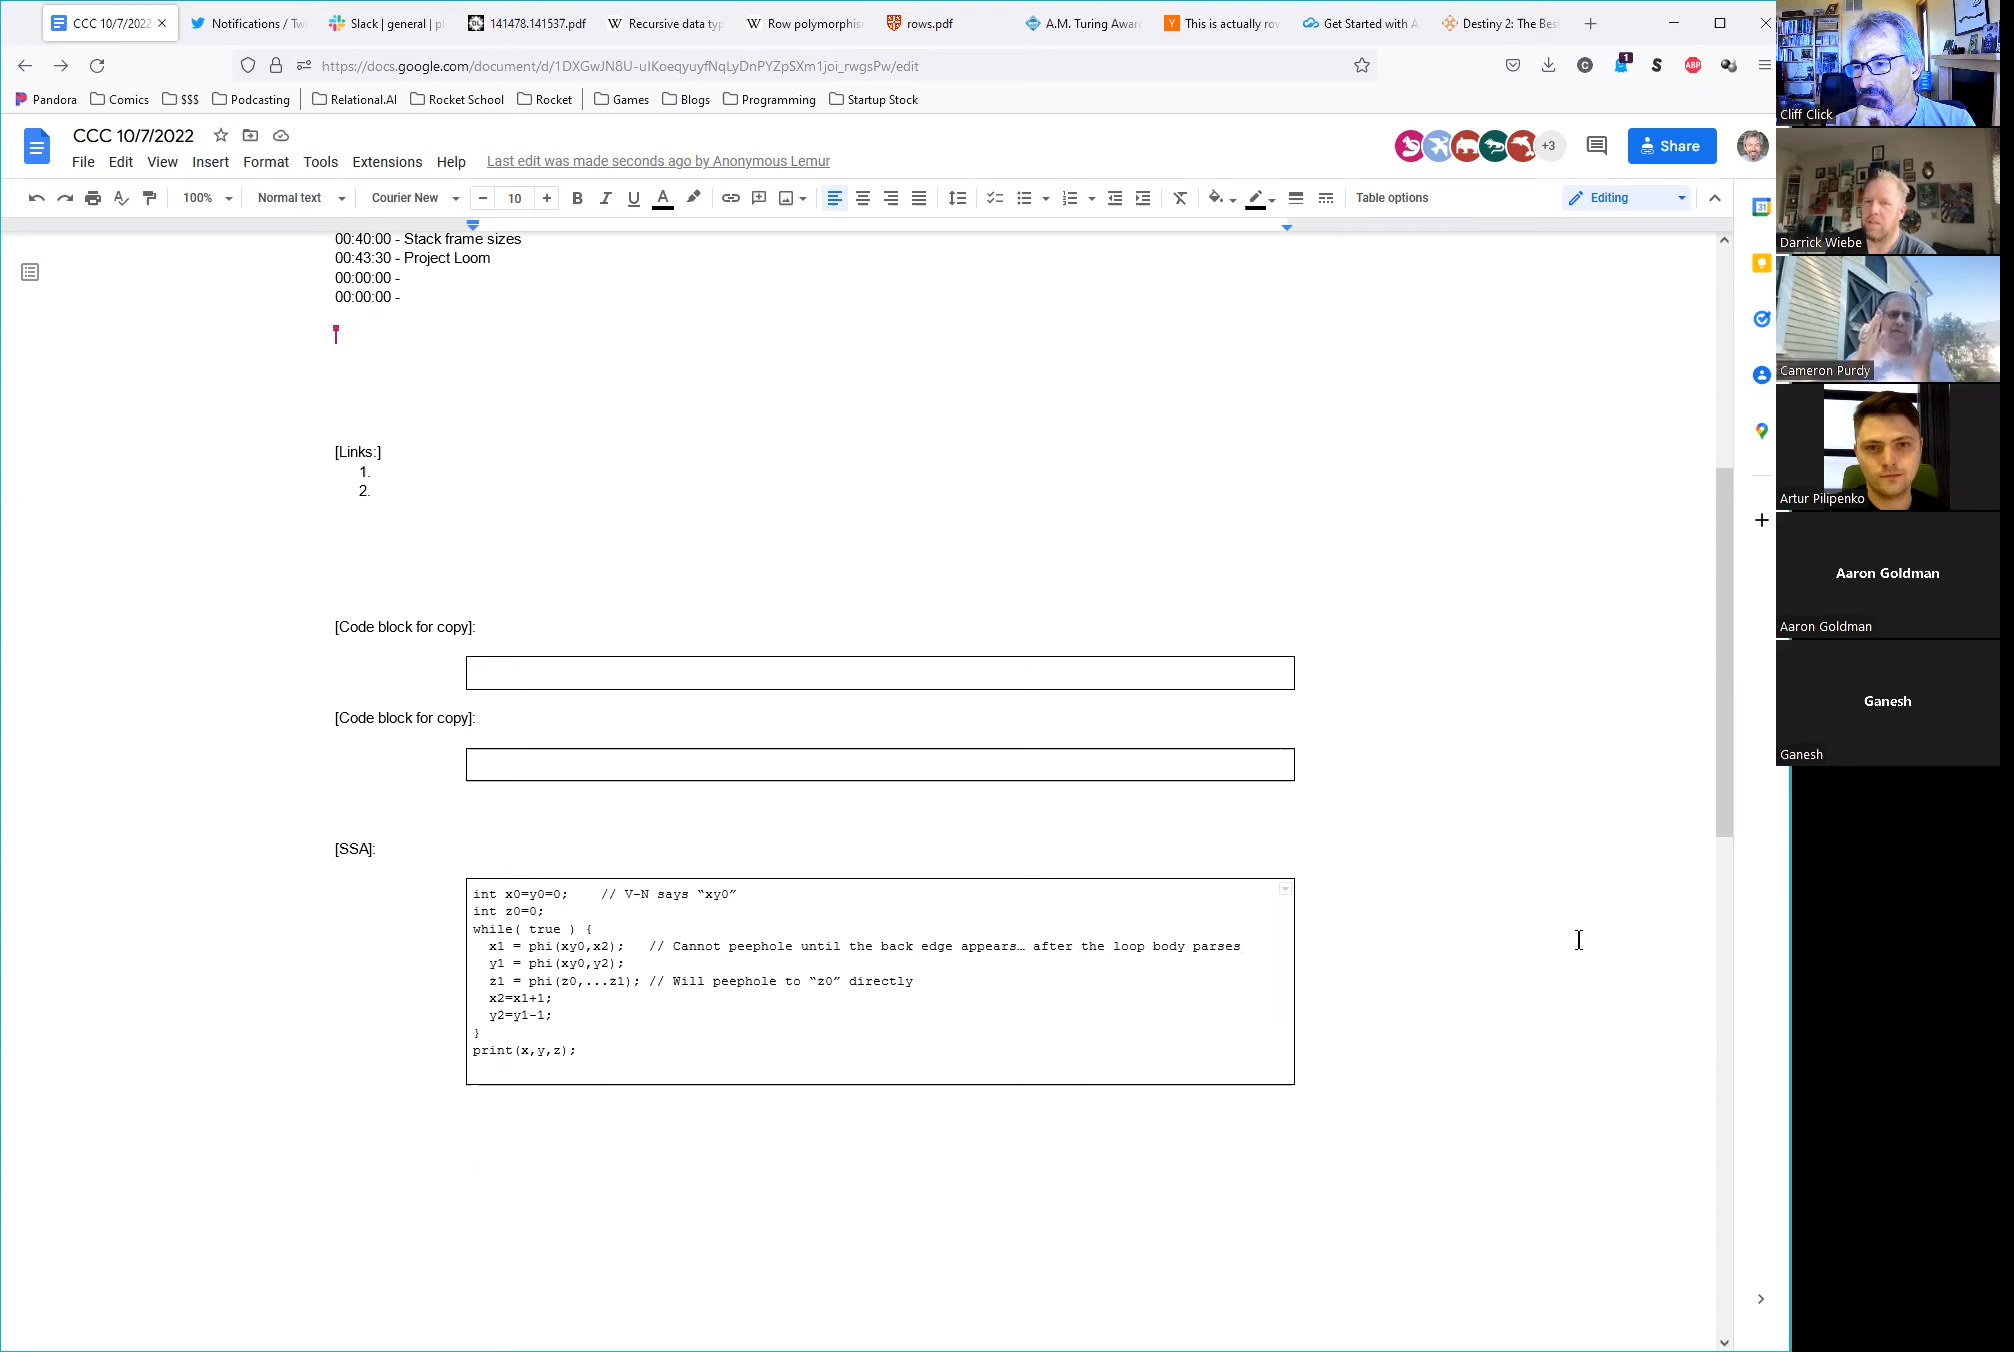 CCC 10/7/2022
Notifications / Tw
Slack | general | pl
141478.141537.pdf
Recursive data typ
Row polymorphis
rows.pdf
A.M. Turing Awar
This is actually rov
Get Started with A
Destiny 2: The Best
https://docs.google.com/document/d/1DXGwJN8U-uIKoeqyuyfNqLyDnPYZpSXm1joi_rwgsPw/edit
Pandora
Comics
$$$
Podcasting
Relational.AI
Rocket School
Rocket
Games
Blogs
Programming
Startup Stock
CCC 10/7/2022
+3
Share
File Edit View Insert Format Tools Extensions Help
Last edit was made seconds ago by Anonymous Lemur
100%
Normal text
Courier New
10
Table options
Editing
00:40:00 - Stack frame sizes
00:43:30 - Project Loom
00:00:00 -
00:00:00 -
[Links:]
1.
2.
[Code block for copy]:
[Code block for copy]:
[SSA]:
int x0=y0=0;    // V-N says “xy0”
int z0=0;
while( true ) {
x1 = phi(xy0,x2);   // Cannot peephole until the back edge appears… after the loop body parses
y1 = phi(xy0,y2);
z1 = phi(z0,...z1); // Will peephole to “z0” directly
x2=x1+1;
y2=y1-1;
}
print(x,y,z);
Cliff Click
Darrick Wiebe
Cameron Purdy
Artur Pilipenko
Aaron Goldman
Aaron Goldman
Ganesh
Ganesh
31
1
ABP